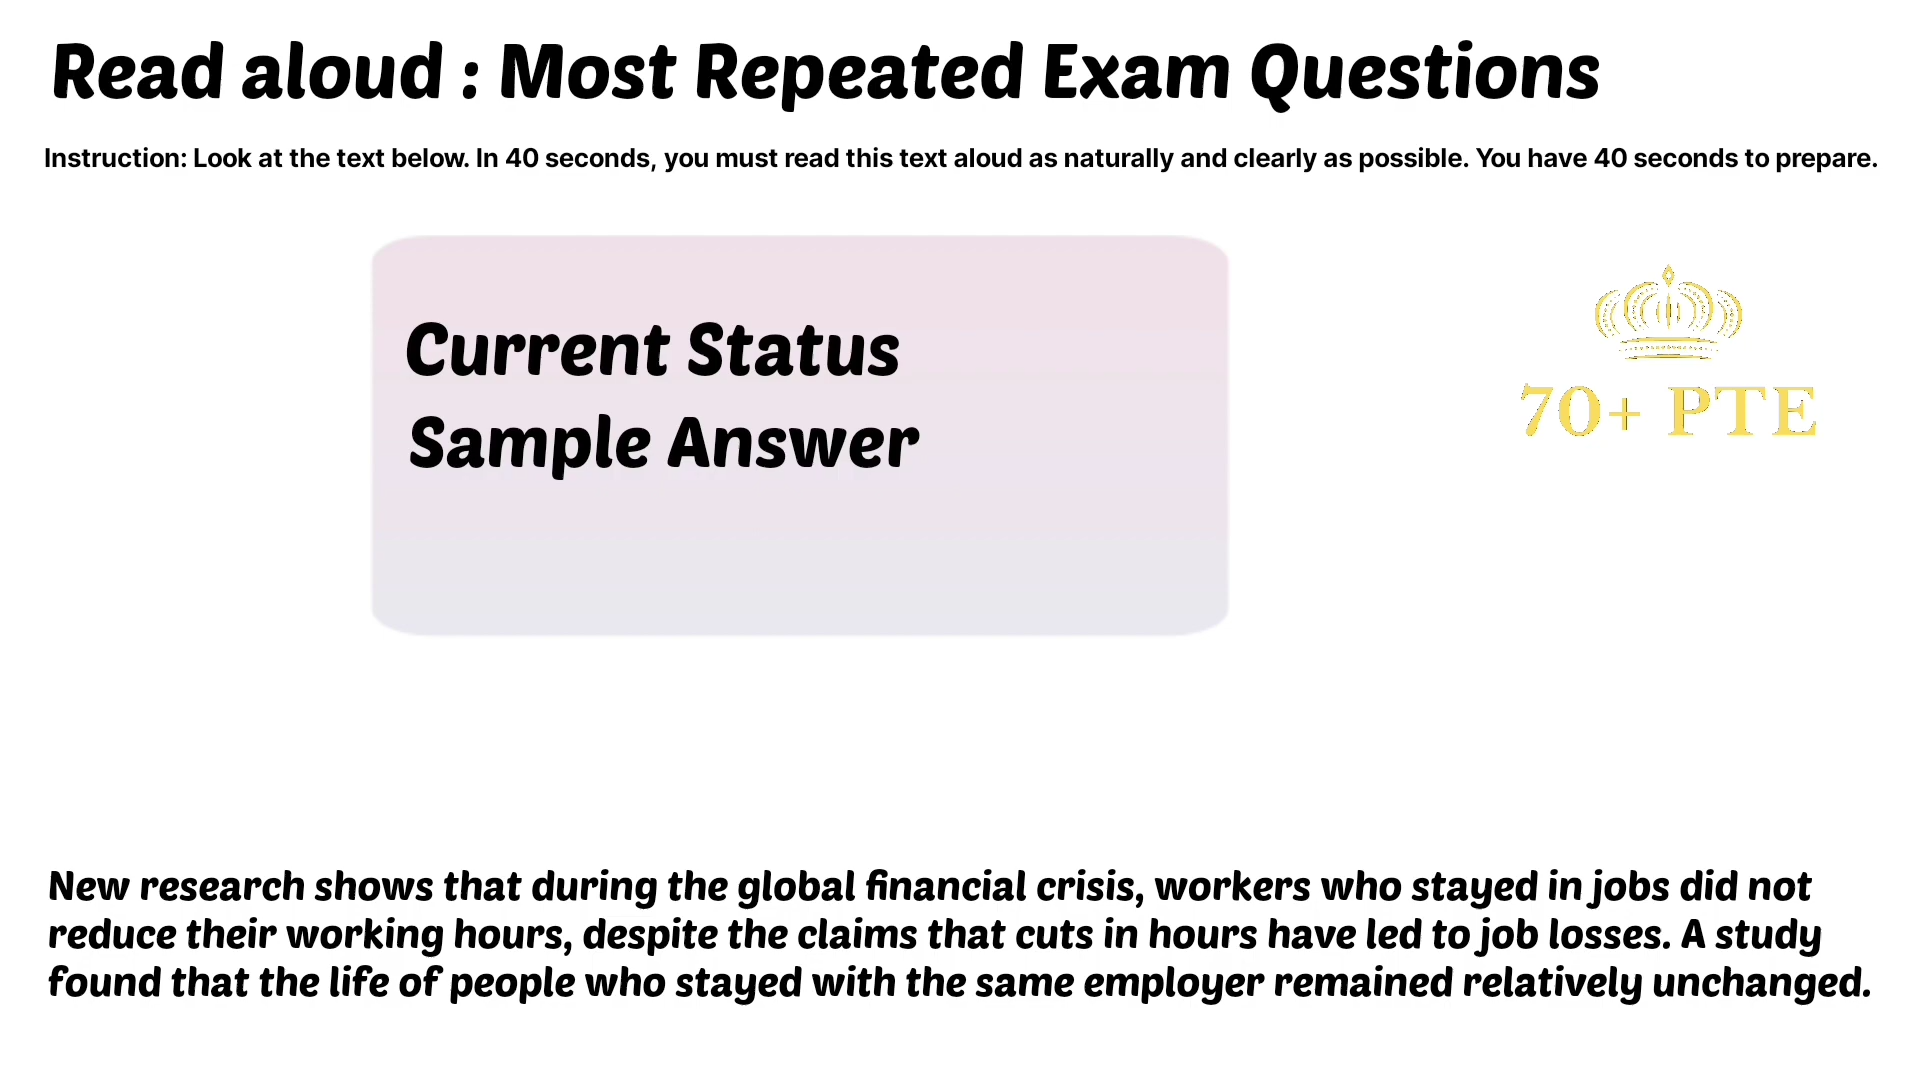 Read aloud : Most Repeated Exam Questions
Instruction: Look at the text below. In 40 seconds, you must read this text aloud as naturally and clearly as possible. You have 40 seconds to prepare.
Current Status
Sample Answer
70+ PTE
New research shows that during the global financial crisis, workers who stayed in jobs did not
reduce their working hours, despite the claims that cuts in hours have led to job losses. A study
found that the life of people who stayed with the same employer remained relatively unchanged.